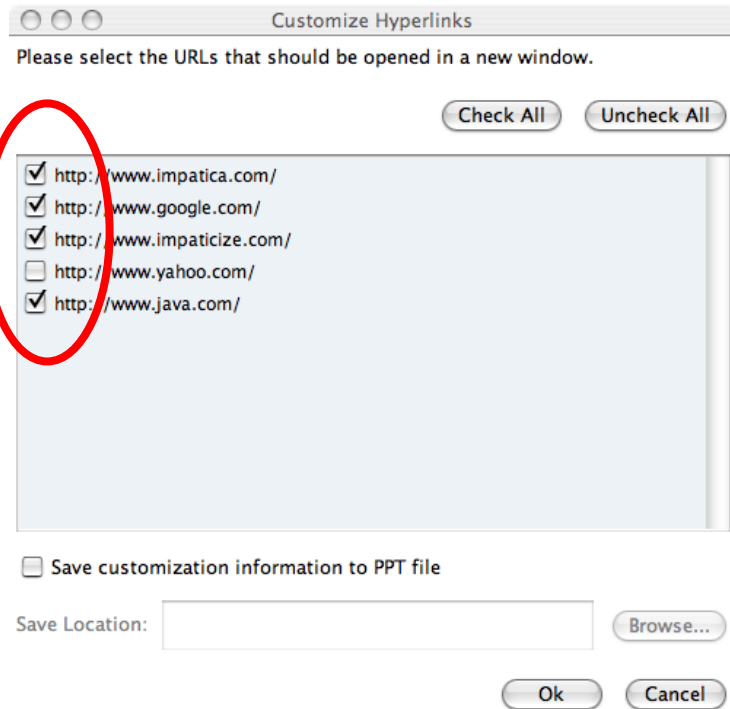 Customize Hyperlinks
Please select the URLs that should be opened in a new window.
Check All Uncheck All
http://www.impatica.com/
http://www.google.com/
http://www.impaticize.com/
http://www.yahoo.com/
http://www.java.com/
Save customization information to PPT file
Save Location: Browse...
Ok Cancel